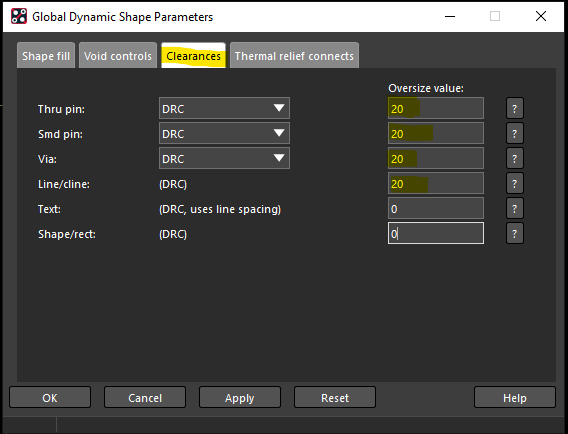 Global Dynamic Shape Parameters
Shape fill Void controls Clearances Thermal relief connects
Oversize value:
Thru pin: DRC 20 ?
Smd pin: DRC 20 ?
Via: DRC 20 ?
Line/cline: (DRC) 20 ?
Text: (DRC, uses line spacing) 0 ?
Shape/rect: (DRC) 0 ?
OK Cancel Apply Reset Help